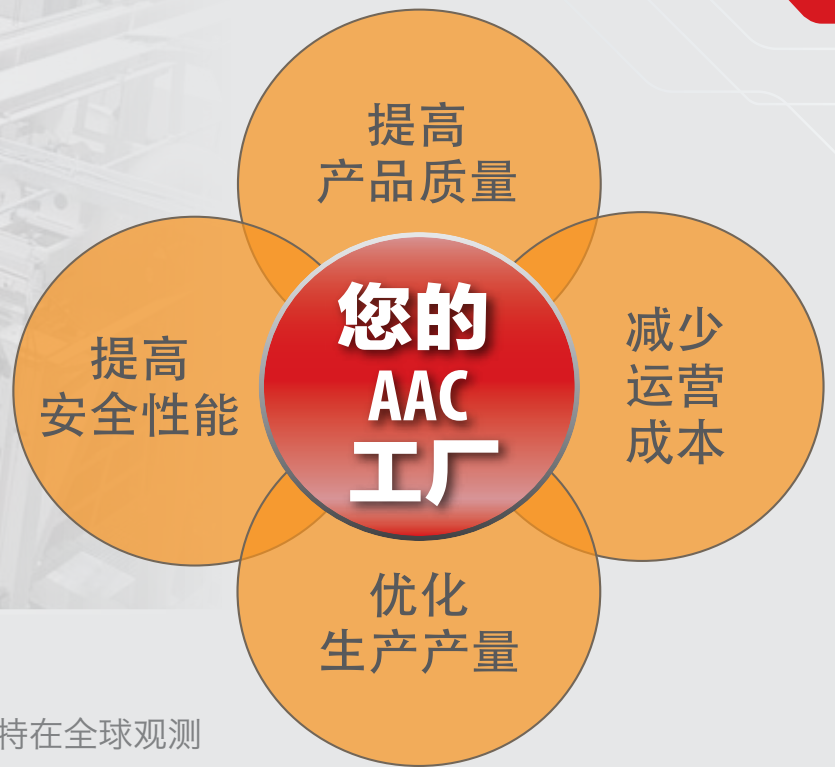 提高
产品质量
您的
AAC
工厂
提高
安全性能
减少
运营
成本
优化
生产产量
特在全球观测